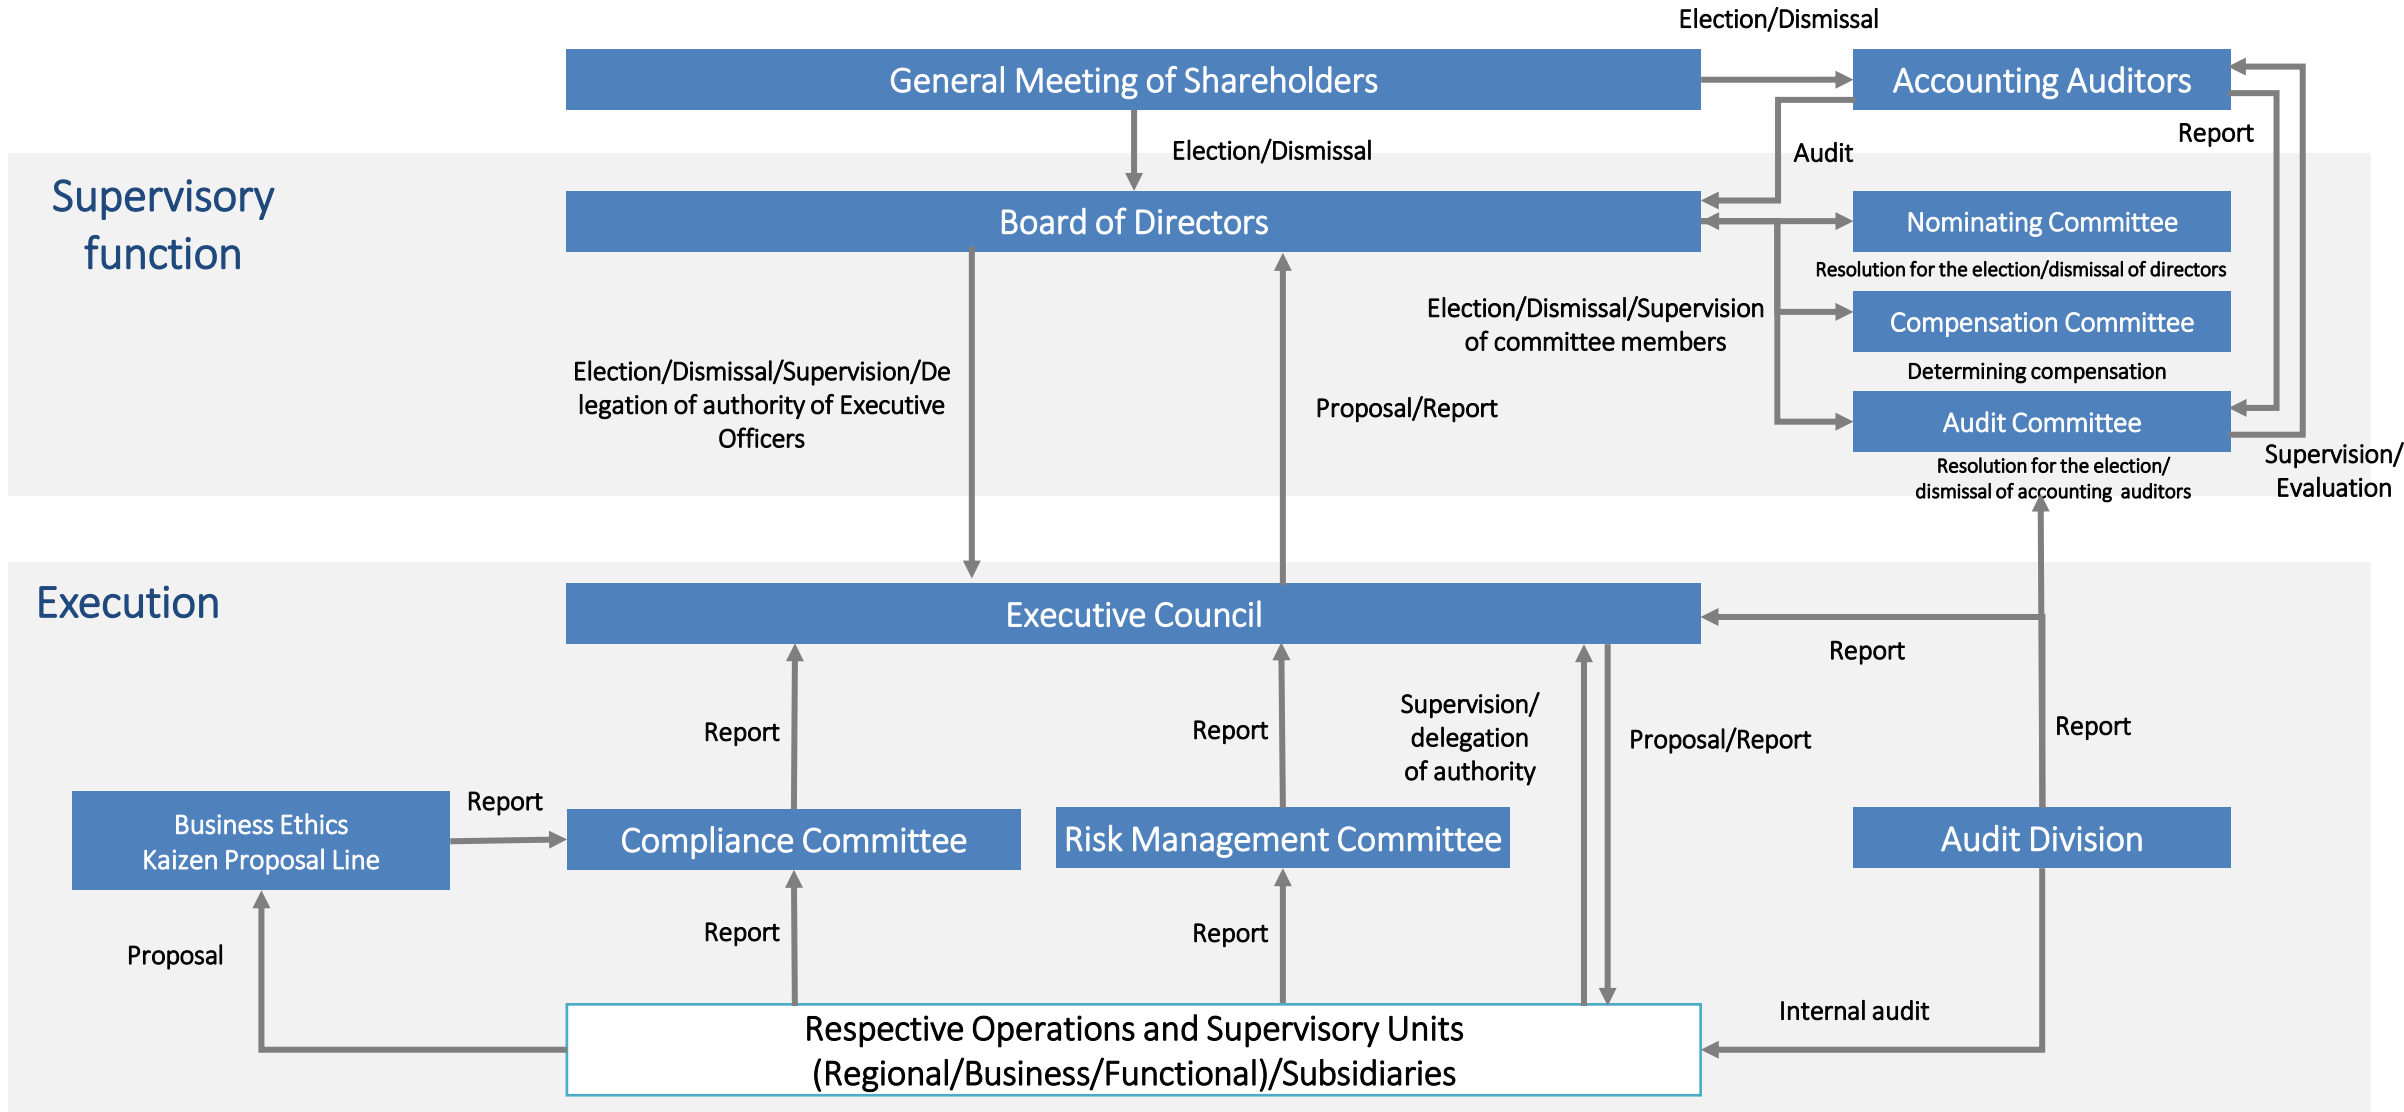 Election/Dismissal
General Meeting of Shareholders
Accounting Auditors
Report
Election/Dismissal
Audit
Supervisory
function
Board of Directors
Nominating Committee
Resolution for the election/dismissal of directors
Election/Dismissal/Supervision
of committee members
Compensation Committee
Determining compensation
Election/Dismissal/Supervision/De
legation of authority of Executive
Officers
Proposal/Report
Audit Committee
Resolution for the election/
dismissal of accounting auditors
Supervision/
Evaluation
Execution
Executive Council
Report
Report
Report
Supervision/
delegation
of authority
Proposal/Report
Report
Business Ethics
Kaizen Proposal Line
Report
Compliance Committee
Risk Management Committee
Audit Division
Proposal
Report
Report
Internal audit
Respective Operations and Supervisory Units
(Regional/Business/Functional)/Subsidiaries